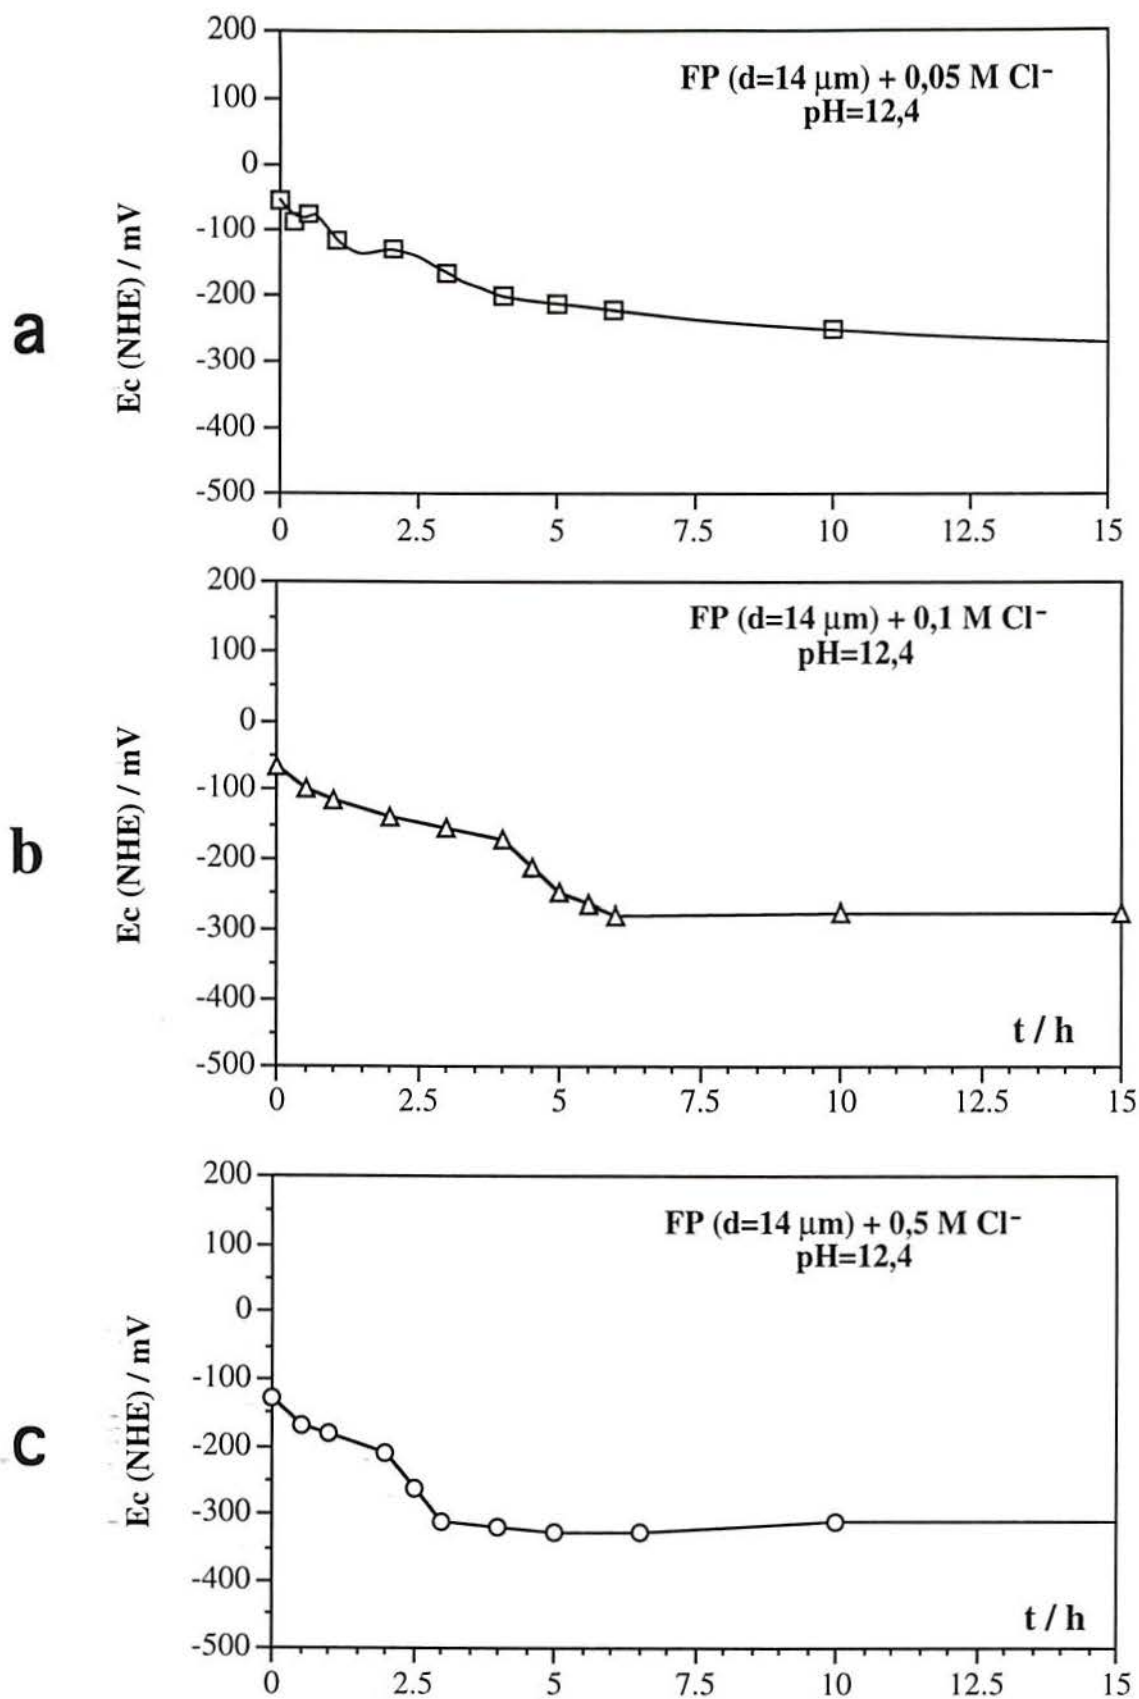 a
Ec (NHE) / mV
200
100
0
-100
-200
-300
-400
-500
FP (d=14 μm) + 0,05 M Cl⁻
pH=12,4
0 2.5 5 7.5 10 12.5 15
b
Ec (NHE) / mV
200
100
0
-100
-200
-300
-400
-500
FP (d=14 μm) + 0,1 M Cl⁻
pH=12,4
t / h
0 2.5 5 7.5 10 12.5 15
c
Ec (NHE) / mV
200
100
0
-100
-200
-300
-400
-500
FP (d=14 μm) + 0,5 M Cl⁻
pH=12,4
t / h
0 2.5 5 7.5 10 12.5 15